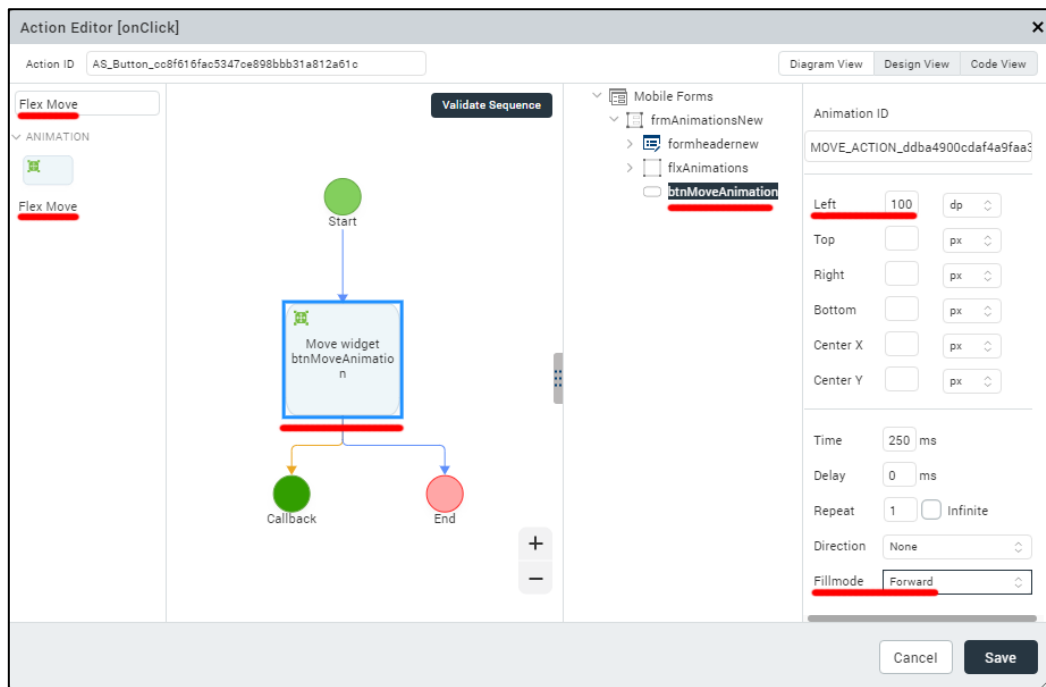 Action Editor [onClick]
×
Action ID AS_Button_cc8f616fac5347ce898bbb31a812a61c
Diagram View Design View Code View
Flex Move
ANIMATION
Flex Move
Validate Sequence
Start
Move widget
btnMoveAnimatio
n
Callback
End
+
−
Mobile Forms
frmAnimationsNew
formheadernew
flxAnimations
btnMoveAnimation
Animation ID
MOVE_ACTION_ddba4900cdaf4a9faa3
Left 100 dp
Top px
Right px
Bottom px
Center X px
Center Y px
Time 250 ms
Delay 0 ms
Repeat 1 Infinite
Direction None
Fillmode Forward
Cancel Save